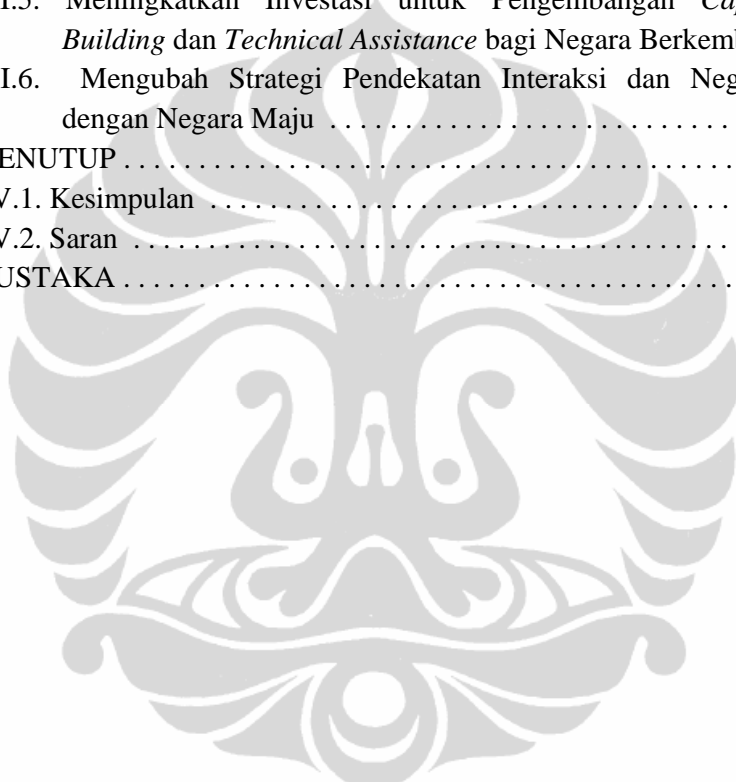 I.5. Meningkatkan Investasi untuk Pengembangan
Building dan Technical Assistance bagi Negara
I.6. Mengubah Strategi Pendekatan Interaksi dan
dengan Negara Maju . . . . . . . . . . . . . . . . . . . . . . . . . . . .
ENUTUP . . . . . . . . . . . . . . . . . . . . . . . . . . . . . . . . . . . . . . . . .
V.1. Kesimpulan . . . . . . . . . . . . . . . . . . . . . . . . . . . . . . . . . . .
V.2. Saran . . . . . . . . . . . . . . . . . . . . . . . . . . . . . . . . . . . . . . . .
USTAKA . . . . . . . . . . . . . . . . . . . . . . . . . . . . . . . . . . . . . . . . .